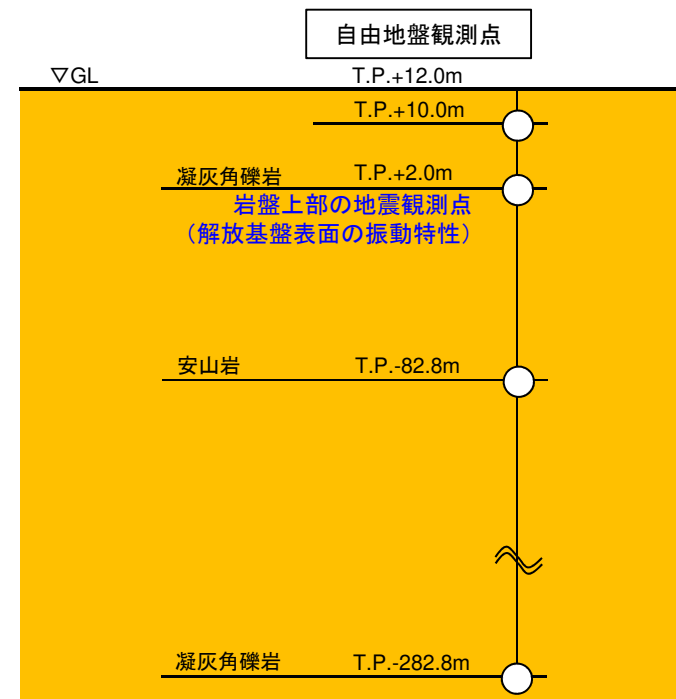 自由地盤観測点
▽GL T.P.+12.0m
T.P.+10.0m
凝灰角礫岩 T.P.+2.0m
岩盤上部の地震観測点
（解放基盤表面の振動特性）
安山岩 T.P.-82.8m
凝灰角礫岩 T.P.-282.8m